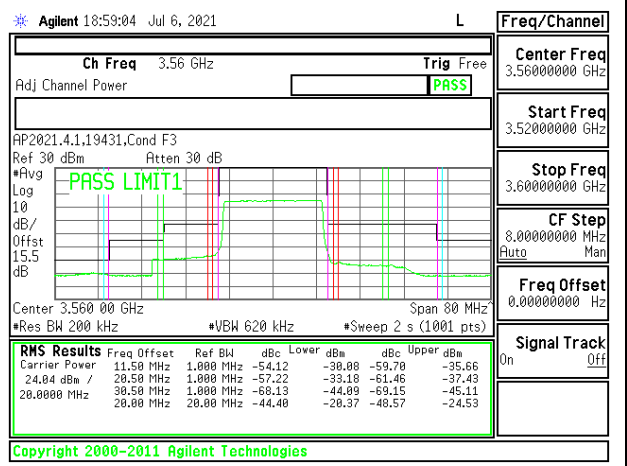 Agilent 18:59:04 Jul 6, 2021 L
Freq/Channel
Ch Freq 3.56 GHz Trig Free
Adj Channel Power PASS
Center Freq
3.56000000 GHz
Start Freq
3.52000000 GHz
AP2021.4.1,19431,Cond F3
Ref 30 dBm Atten 30 dB
#Avg
Log
10
dB/
Offst
15.5
dB
PASS LIMIT1
Stop Freq
3.60000000 GHz
CF Step
8.00000000 MHz
Auto Man
Freq Offset
0.00000000 Hz
Center 3.560 00 GHz Span 80 MHz^
#Res BW 200 kHz #VBW 620 kHz #Sweep 2 s (1001 pts)
Signal Track
On Off
RMS Results Freq Offset Ref BW dBc Lower dBm dBc Upper dBm
Carrier Power 11.50 MHz 1.000 MHz -54.12 -30.08 -59.70 -35.66
24.04 dBm / 20.50 MHz 1.000 MHz -57.22 -33.18 -61.46 -37.43
20.0000 MHz 30.50 MHz 1.000 MHz -68.13 -44.09 -69.15 -45.11
20.00 MHz 20.00 MHz -44.40 -20.37 -48.57 -24.53
Copyright 2000-2011 Agilent Technologies